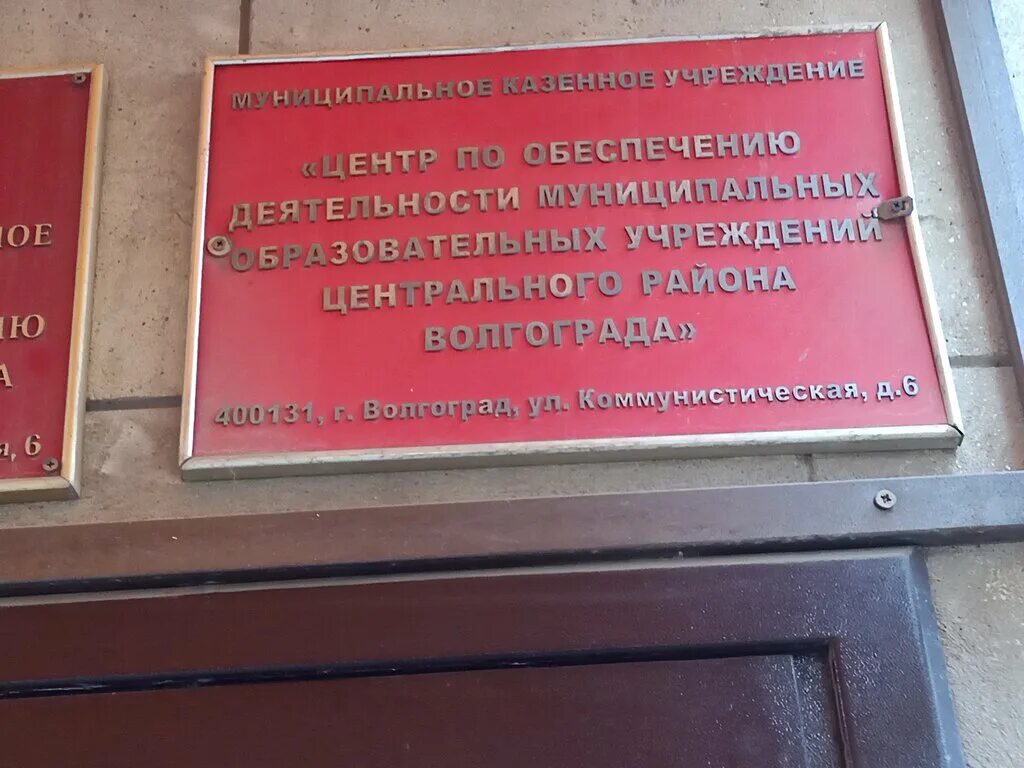 МУНИЦИПАЛЬНОЕ КАЗЕННОЕ УЧРЕЖДЕНИЕ
«ЦЕНТР ПО ОБЕСПЕЧЕНИЮ
ДЕЯТЕЛЬНОСТИ МУНИЦИПАЛЬНЫХ
ОБРАЗОВАТЕЛЬНЫХ УЧРЕЖДЕНИЙ
ЦЕНТРАЛЬНОГО РАЙОНА
ВОЛГОГРАДА»
400131, г. Волгоград, ул. Коммунистическая, д.6